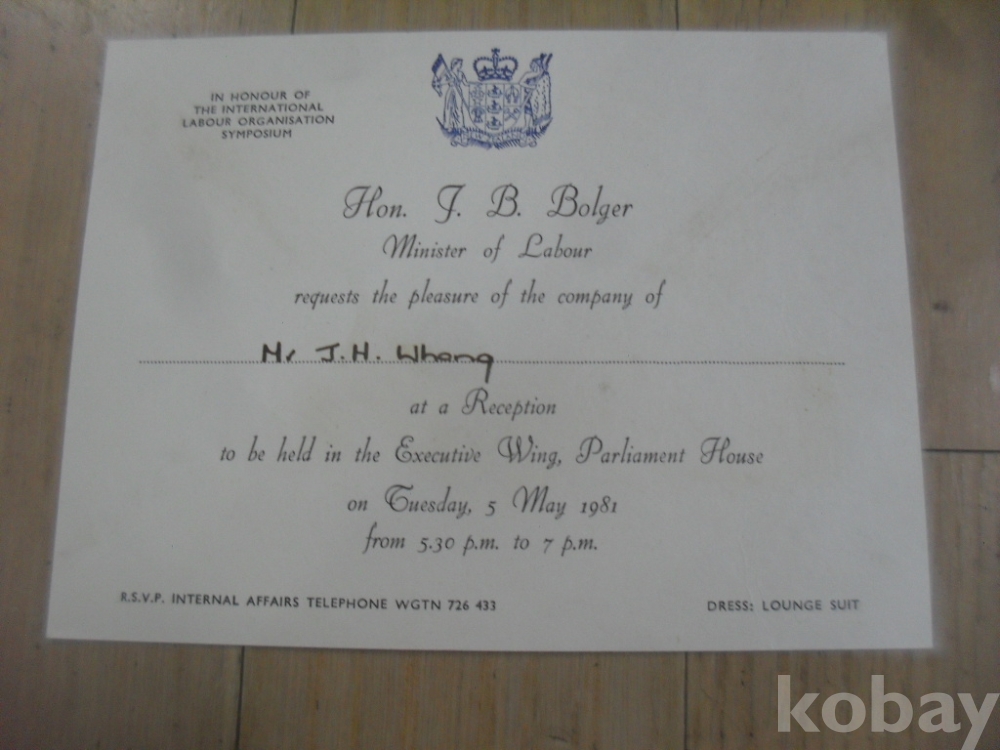 IN HONOUR OF
THE INTERNATIONAL
LABOUR ORGANISATION
SYMPOSIUM
Hon. J. B. Bolger
Minister of Labour
requests the pleasure of the company of
Mr J.H. Whang
at a Reception
to be held in the Executive Wing, Parliament House
on Tuesday, 5 May 1981
from 5.30 p.m. to 7 p.m.
R.S.V.P. INTERNAL AFFAIRS TELEPHONE WGTN 726 433
DRESS: LOUNGE SUIT
kobay